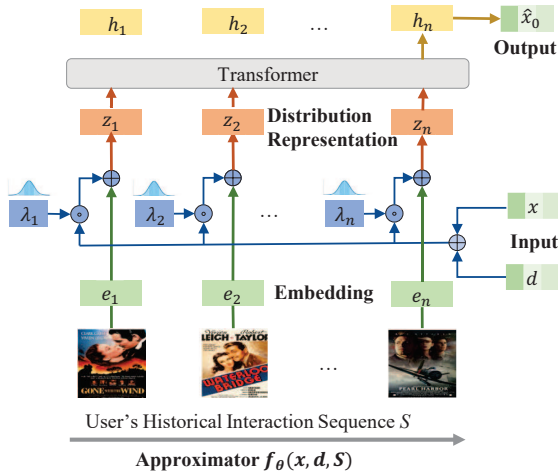 h₁ h₂ ... hₙ x̂₀
Output
Transformer
z₁ z₂ zₙ
Distribution
Representation
λ₁ λ₂ ... λₙ
x
Input
d
e₁ e₂ Embedding eₙ
LEIGH TAYLOR
WATERLOO
BRIDGE
GONE WITH THE WIND
PEARL HARBOR
...
User's Historical Interaction Sequence S
Approximator f_θ(x, d, S)